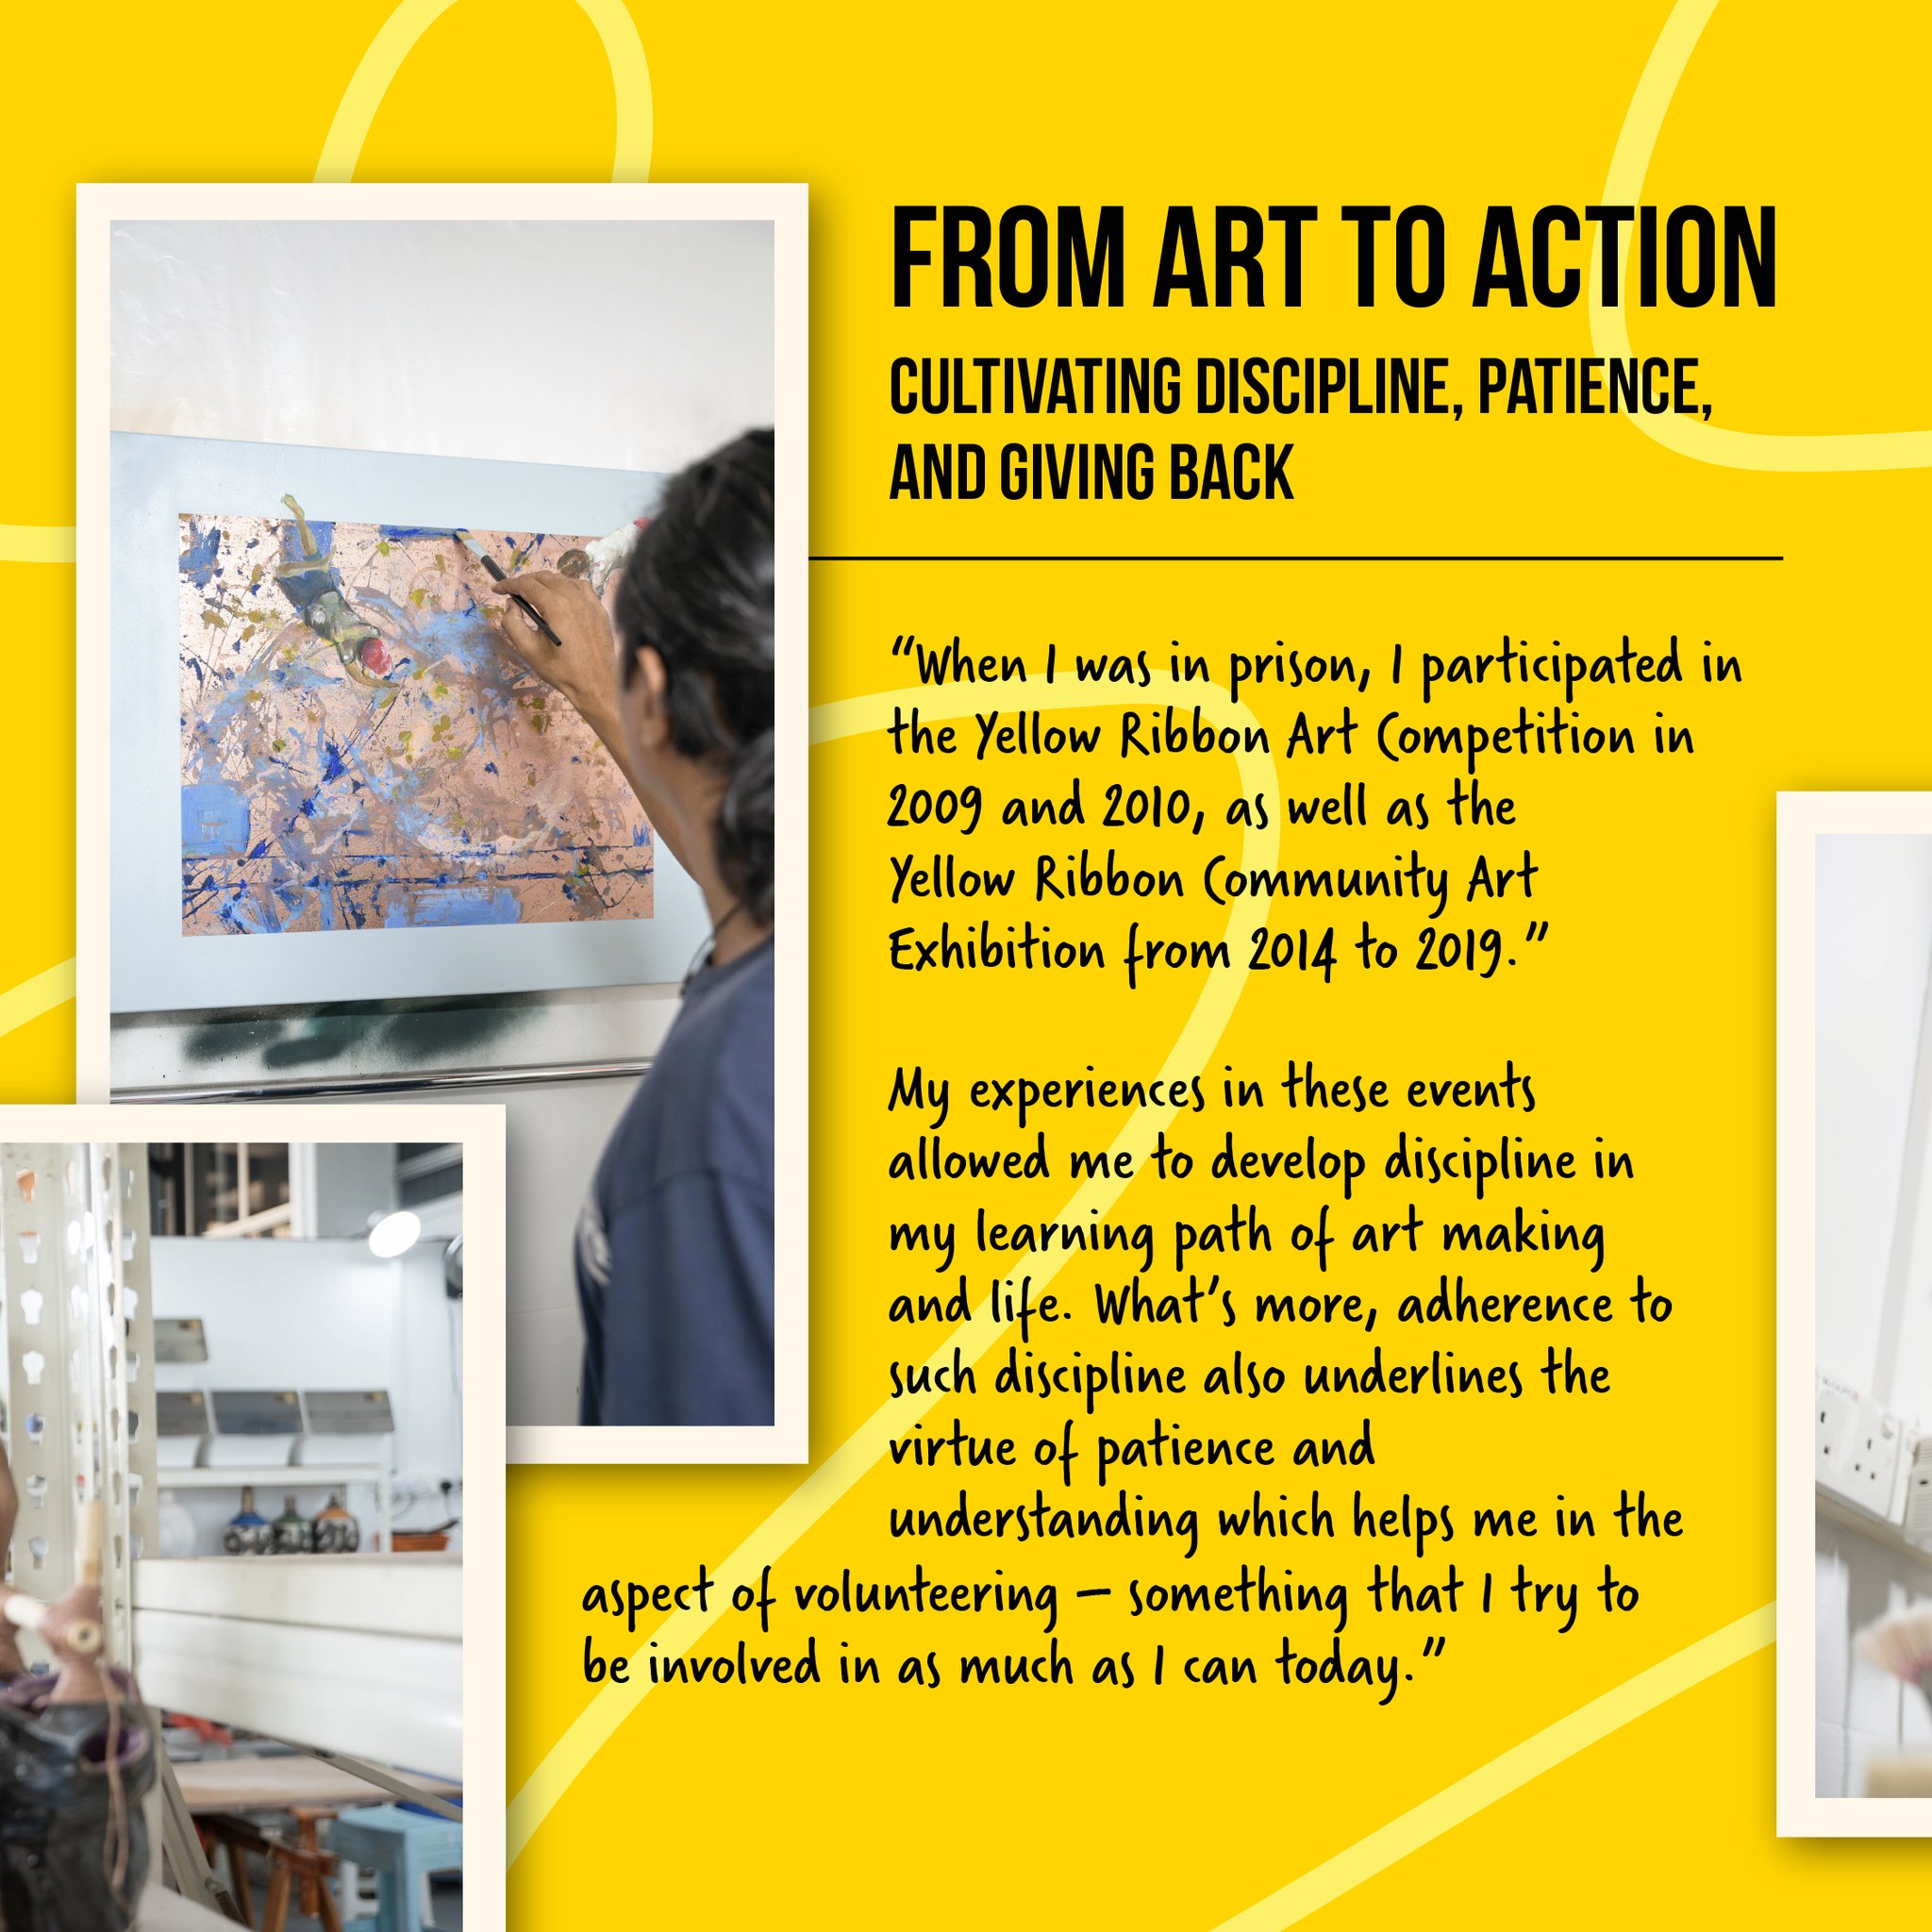 FROM ART TO ACTION
CULTIVATING DISCIPLINE, PATIENCE,
AND GIVING BACK
“When I was in prison, I participated in
the Yellow Ribbon Art Competition in
2009 and 2010, as well as the
Yellow Ribbon Community Art
Exhibition from 2014 to 2019.”
My experiences in these events
allowed me to develop discipline in
my learning path of art making
and life. What’s more, adherence to
such discipline also underlines the
virtue of patience and
understanding which helps me in the
aspect of volunteering – something that I try to
be involved in as much as I can today.”